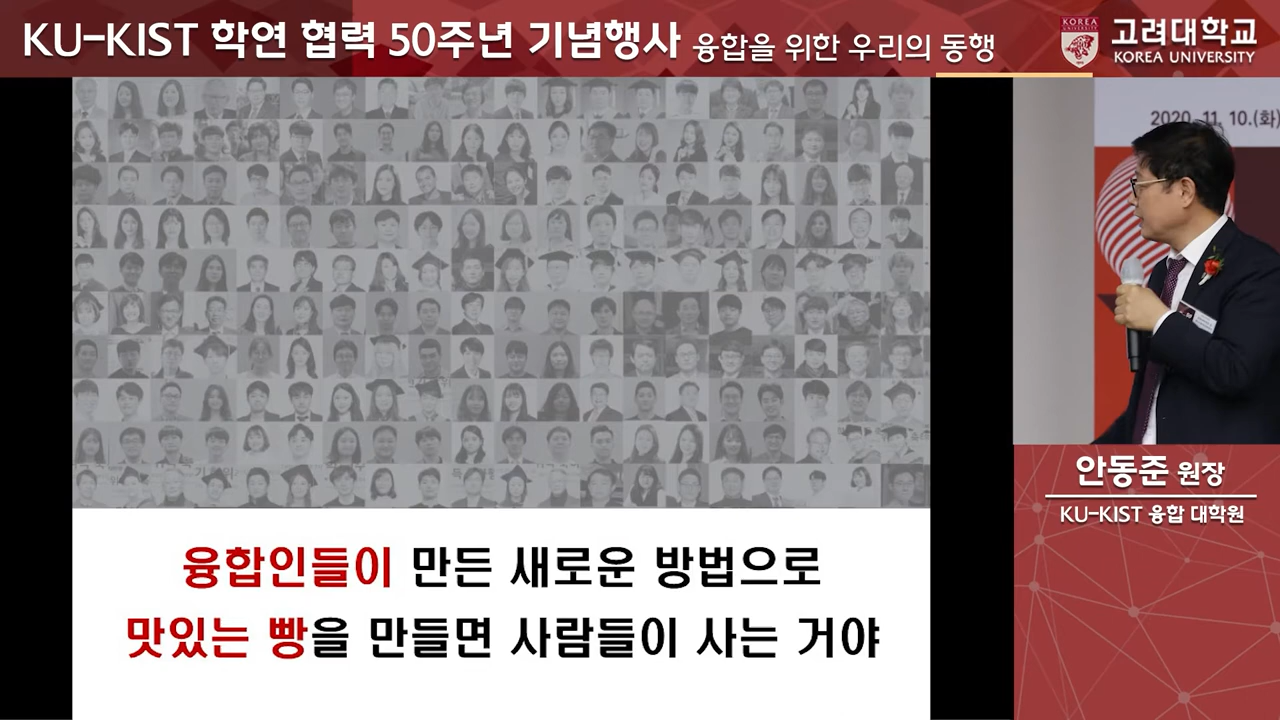 KU-KIST 학연 협력 50주년 기념행사 융합을 위한 우리의 동행
KOREA
UNIVERSITY
고려대학교
KOREA UNIVERSITY
2020. 11. 10.(화)
융합인들이 만든 새로운 방법으로
맛있는 빵을 만들면 사람들이 사는 거야
안동준 원장
KU-KIST 융합 대학원